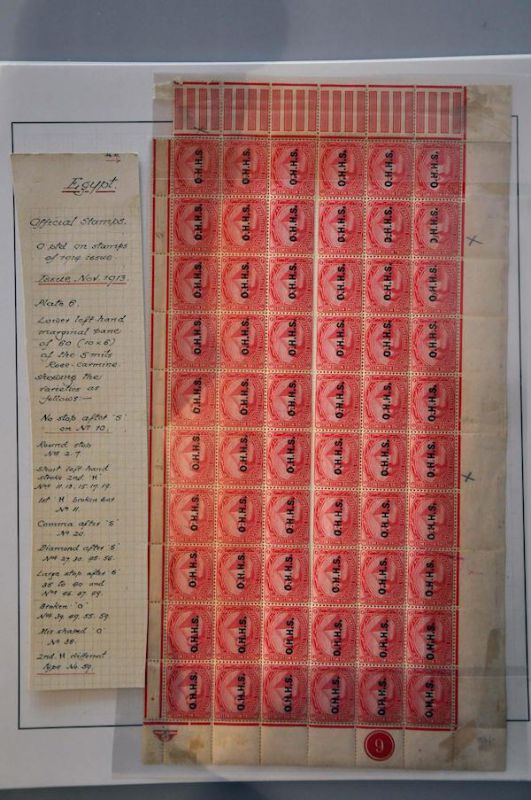 Egypt.
Official Stamps.
O'ptd on stamps
of 1914 issue.
Issue, Nov. 1913.
Plate 6.
Lower left hand
marginal pane
of 60 (10 x 6)
of the 5 mils
Rose-carmine
showing the
varieties as
follows:—
No stop after "S"
on Nº 10.
Round stop
Nos 2. 7.
Short left hand
stroke 2nd "H"
Nos 11. 13. 15. 17. 19.
1st "H" broken bar
No 11.
Comma after "S"
No 20.
Diamond after "S"
Nos 27. 30. 45. 56.
Large stop after S
35 to 40 and
Nos 46. 47. 49.
Broken "O"
Nos 39. 49. 55. 59.
Mis shaped "O"
No 58.
2nd "H" different
type No. 59.
O.H.H.S. O.H.H.S. O.H.H.S. O.H.H.S. O.H.H.S. O.H.H.S.
O.H.H.S. O.H.H.S. O.H.H.S. O.H.H.S. O.H.H.S. O.H.H.S.
O.H.H.S. O.H.H.S. O.H.H.S. O.H.H.S. O.H.H.S. O.H.H.S.
O.H.H.S. O.H.H.S. O.H.H.S. O.H.H.S. O.H.H.S. O.H.H.S.
O.H.H.S. O.H.H.S. O.H.H.S. O.H.H.S. O.H.H.S. O.H.H.S.
O.H.H.S. O.H.H.S. O.H.H.S. O.H.H.S. O.H.H.S. O.H.H.S.
O.H.H.S. O.H.H.S. O.H.H.S. O.H.H.S. O.H.H.S. O.H.H.S.
O.H.H.S. O.H.H.S. O.H.H.S. O.H.H.S. O.H.H.S. O.H.H.S.
O.H.H.S. O.H.H.S. O.H.H.S. O.H.H.S. O.H.H.S. O.H.H.S.
O.H.H.S. O.H.H.S. O.H.H.S. O.H.H.S. O.H.H.S. O.H.H.S.
6